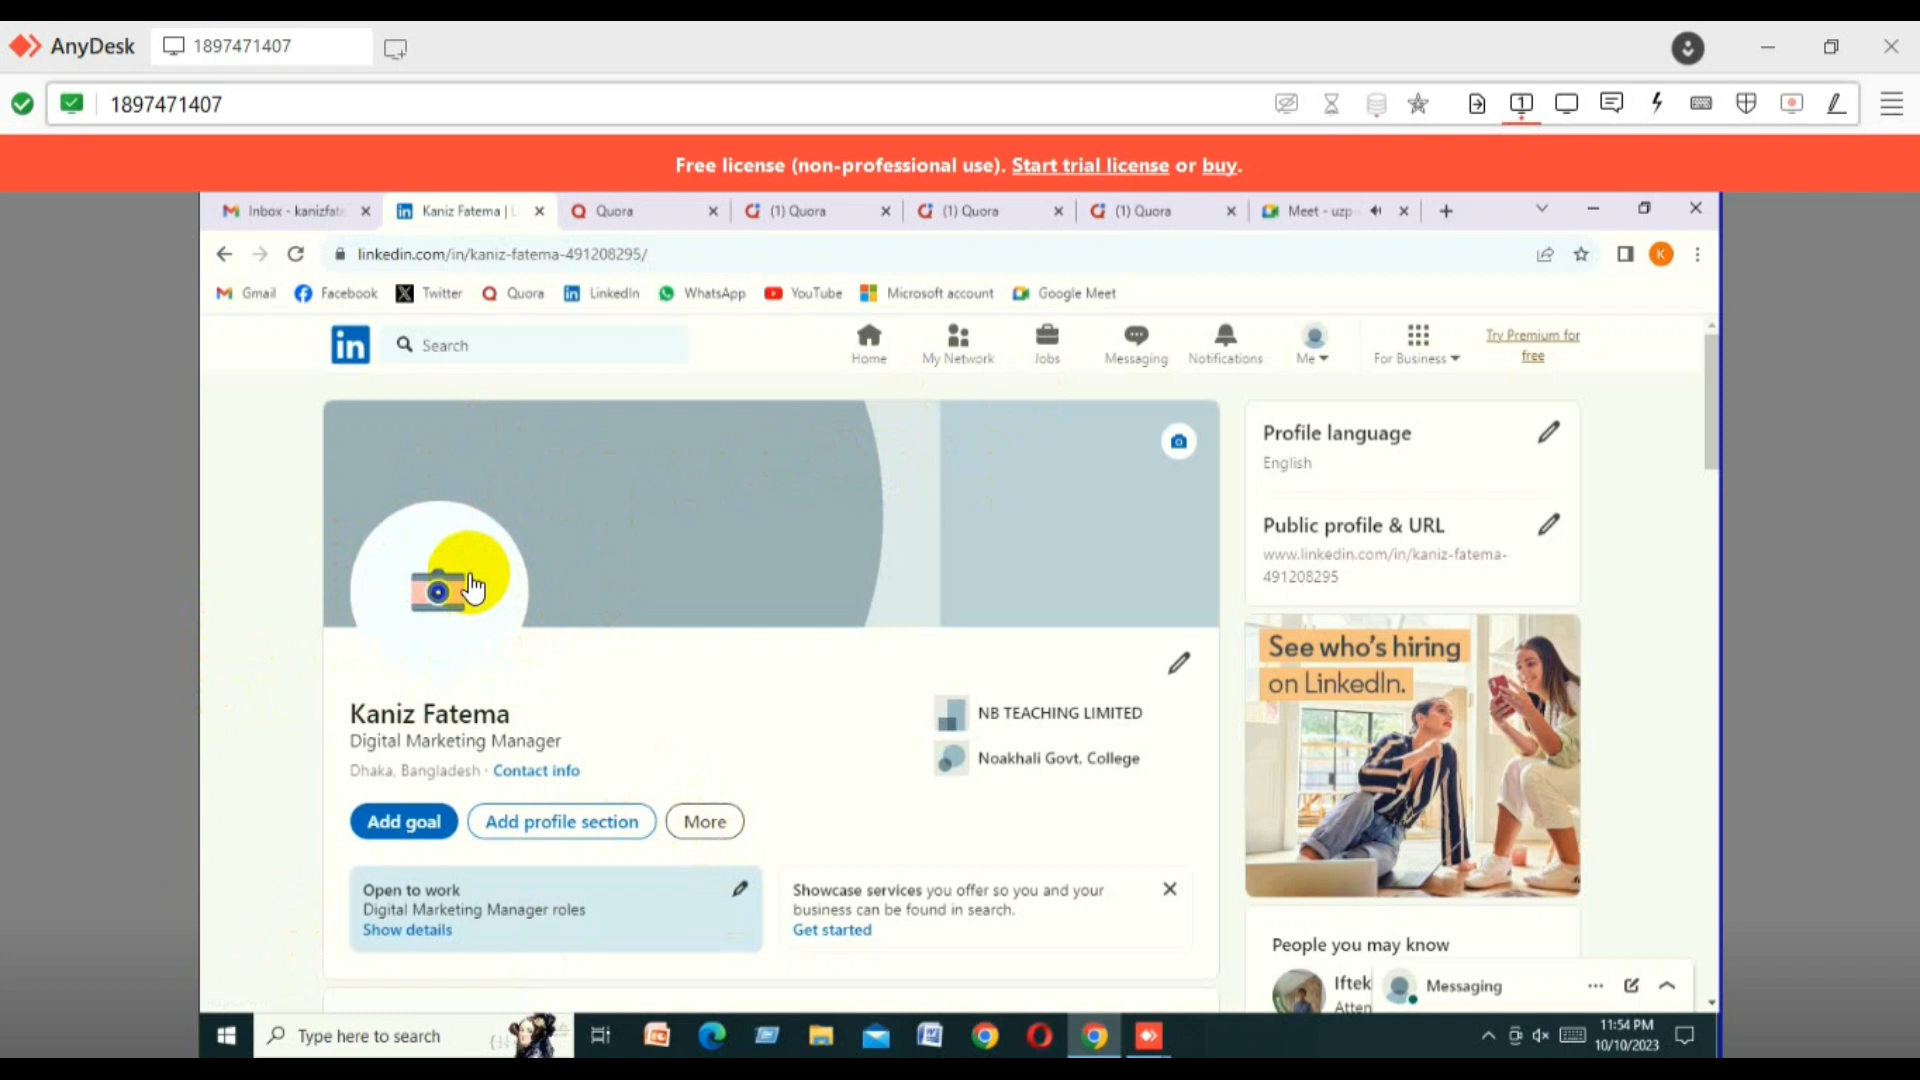 AnyDesk
1897471407
1897471407
Free license (non-professional use). Start trial license or buy.
Inbox - kanizfat
Kaniz Fatema | L
Quora
(1) Quora
(1) Quora
(1) Quora
Meet - uzp
linkedin.com/in/kaniz-fatema-491208295/
K
Gmail
Facebook
Twitter
Quora
LinkedIn
WhatsApp
YouTube
Microsoft account
Google Meet
in
Search
Home
My Network
Jobs
Messaging
Notifications
Me
For Business
Try Premium for
free
Profile language
English
Public profile & URL
www.linkedin.com/in/kaniz-fatema-
491208295
See who's hiring
on LinkedIn.
Kaniz Fatema
Digital Marketing Manager
Dhaka, Bangladesh · Contact info
NB TEACHING LIMITED
Noakhali Govt. College
Add goal
Add profile section
More
Open to work
Digital Marketing Manager roles
Show details
Showcase services you offer so you and your
business can be found in search.
Get started
People you may know
Iftek
Atten
Messaging
Type here to search
11:54 PM
10/10/2023